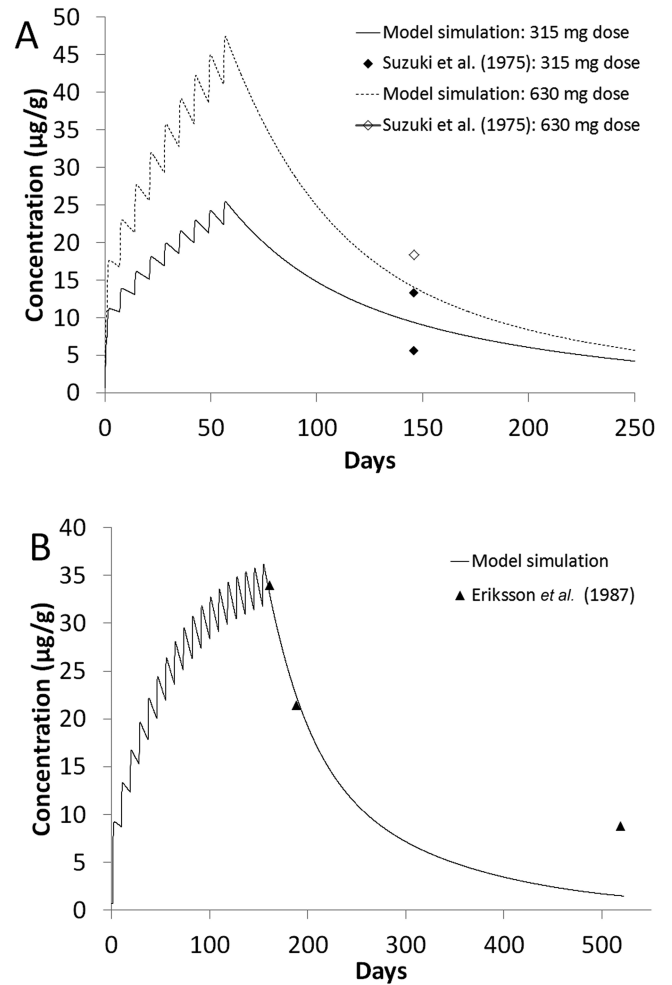 A
Concentration (µg/g)
50
45
40
35
30
25
20
15
10
5
0
0 50 100 150 200 250
Days
Model simulation: 315 mg dose
Suzuki et al. (1975): 315 mg dose
Model simulation: 630 mg dose
Suzuki et al. (1975): 630 mg dose
B
Concentration (µg/g)
40
35
30
25
20
15
10
5
0
0 100 200 300 400 500
Days
Model simulation
Eriksson et al. (1987)